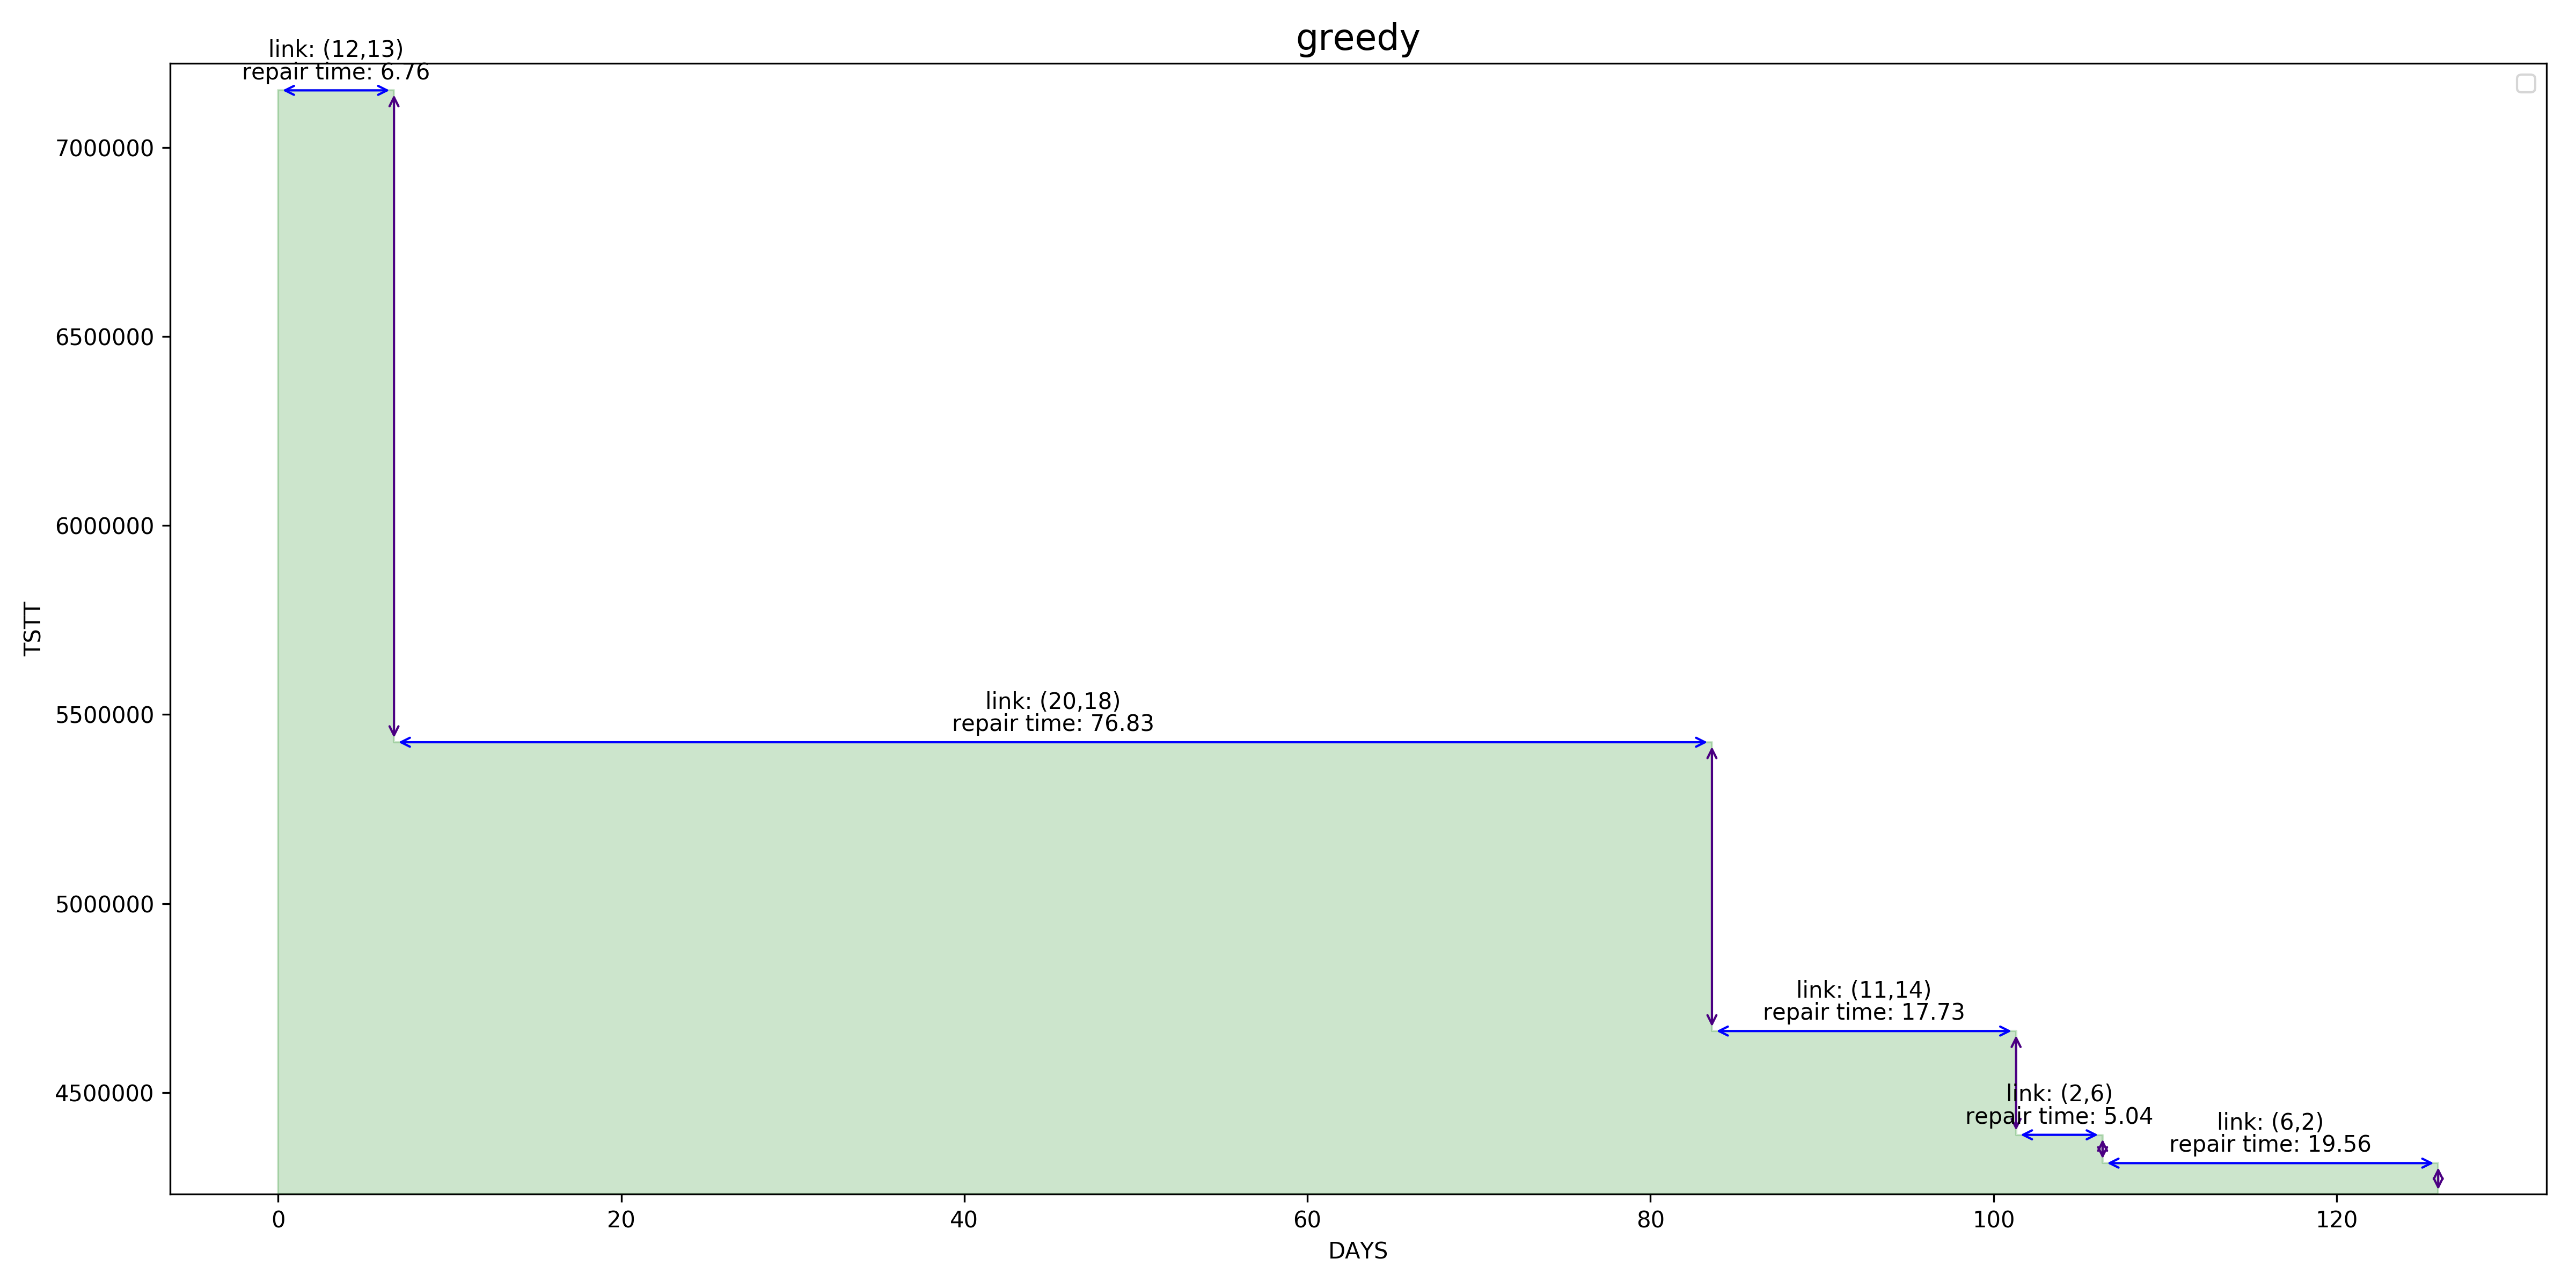 greedy
link: (12,13)
repair time: 6.76
7000000
6500000
6000000
5500000
5000000
4500000
TSTT
link: (20,18)
repair time: 76.83
link: (11,14)
repair time: 17.73
link: (2,6)
repair time: 5.04
link: (6,2)
repair time: 19.56
0 20 40 60 80 100 120
DAYS